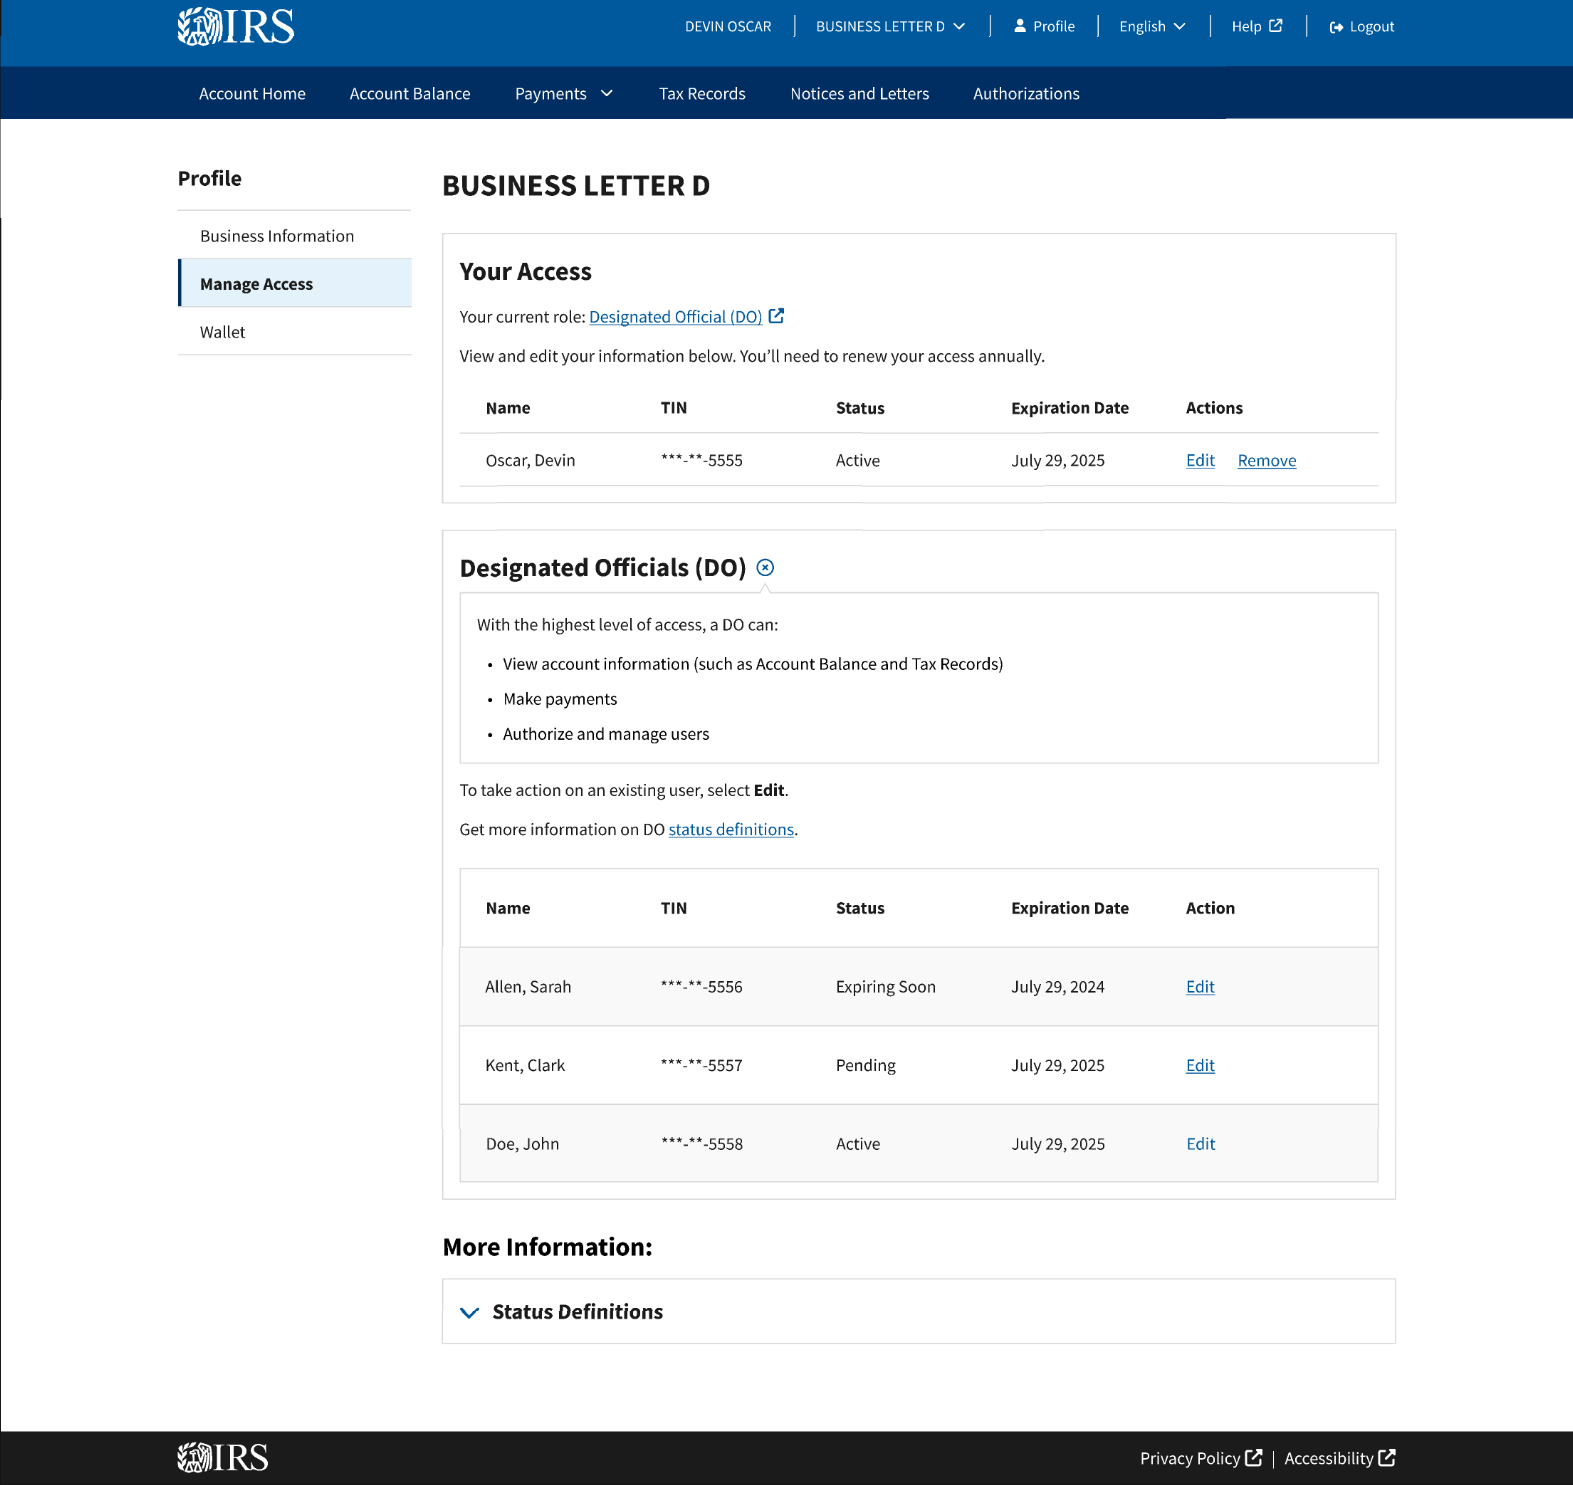 IRS
DEVIN OSCAR
BUSINESS LETTER D
Profile
English
Help
Logout
Account Home
Account Balance
Payments
Tax Records
Notices and Letters
Authorizations
Profile
Business Information
Manage Access
Wallet
BUSINESS LETTER D
Your Access
Your current role: Designated Official (DO)
View and edit your information below. You’ll need to renew your access annually.
Name TIN Status Expiration Date Actions
Oscar, Devin ***-**-5555 Active July 29, 2025 Edit Remove
Designated Officials (DO)
With the highest level of access, a DO can:
• View account information (such as Account Balance and Tax Records)
• Make payments
• Authorize and manage users
To take action on an existing user, select Edit.
Get more information on DO status definitions.
Name TIN Status Expiration Date Action
Allen, Sarah ***-**-5556 Expiring Soon July 29, 2024 Edit
Kent, Clark ***-**-5557 Pending July 29, 2025 Edit
Doe, John ***-**-5558 Active July 29, 2025 Edit
More Information:
Status Definitions
IRS
Privacy Policy | Accessibility